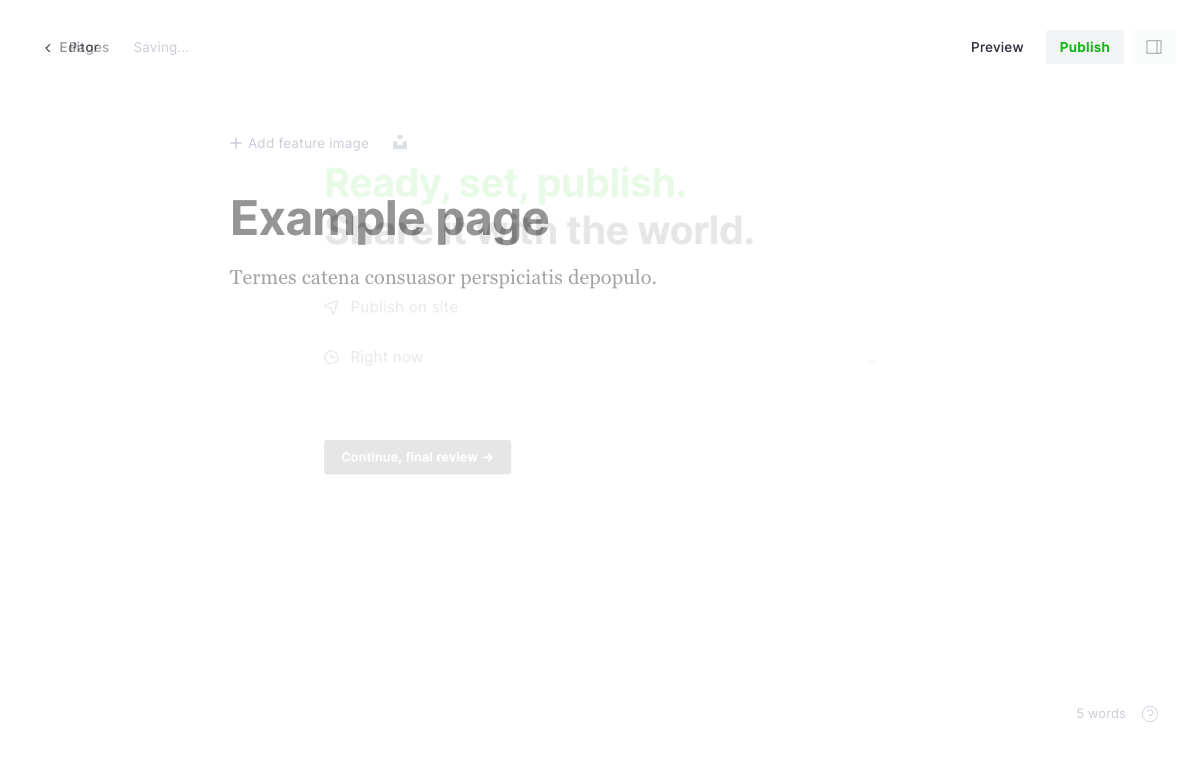 Editor
Pages
Saving...
Preview
Publish
Add feature image
Ready, set, publish.
Example page
Share it with the world.
Termes catena consuasor perspiciatis depopulo.
Publish on site
Right now
Continue, final review →
5 words